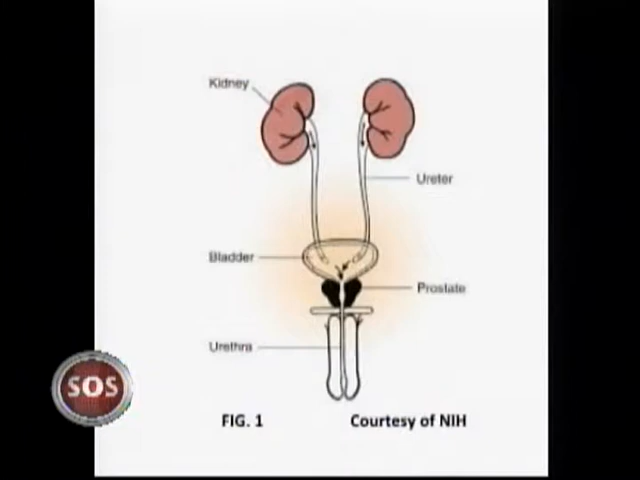 Kidney
Ureter
Bladder
Prostate
Urethra
SOS
FIG. 1
Courtesy of NIH